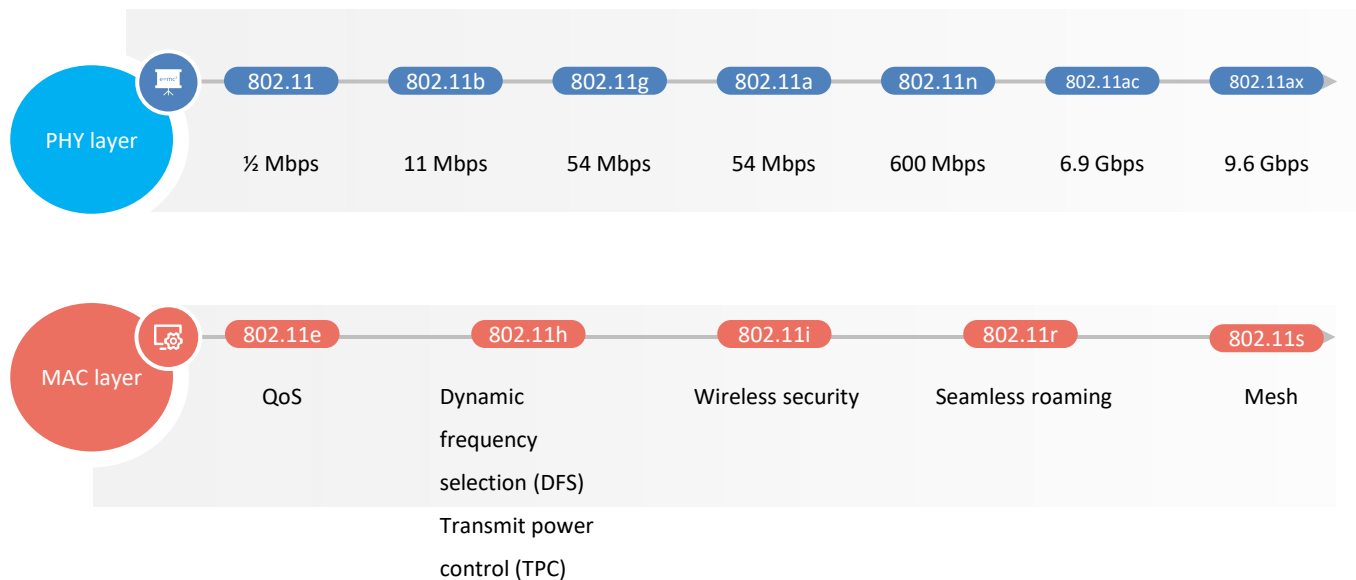 e=mc²
PHY layer
802.11 802.11b 802.11g 802.11a 802.11n 802.11ac 802.11ax
½ Mbps 11 Mbps 54 Mbps 54 Mbps 600 Mbps 6.9 Gbps 9.6 Gbps
MAC layer
802.11e 802.11h 802.11i 802.11r 802.11s
QoS Dynamic Wireless security Seamless roaming Mesh
frequency
selection (DFS)
Transmit power
control (TPC)